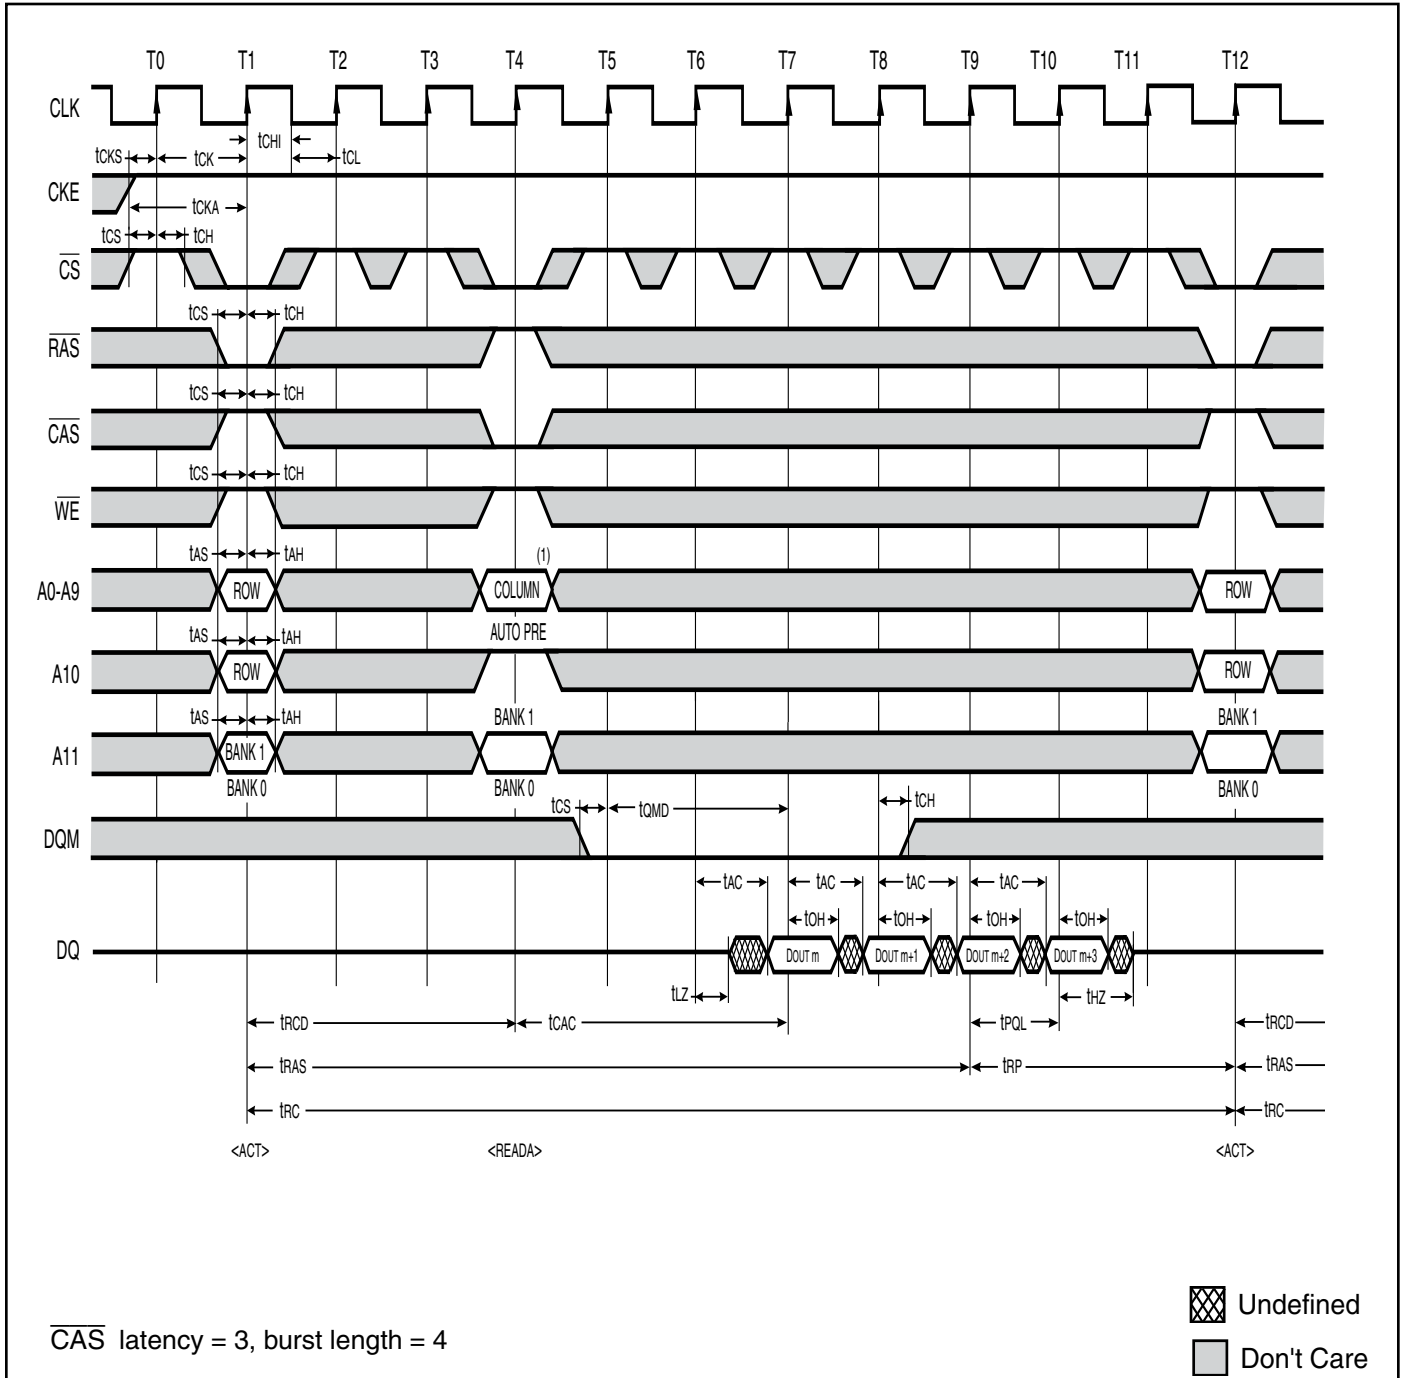 T0 T1 T2 T3 T4 T5 T6 T7 T8 T9 T10 T11 T12
CLK
tCHI
tCKS tCK tCL
CKE
tCKA
tCS tCH
CS
tCS tCH
RAS
tCS tCH
CAS
tCS tCH
WE
tAS tAH (1)
A0-A9 ROW COLUMN ROW
tAS tAH AUTO PRE
A10 ROW ROW
tAS tAH BANK 1 BANK 1
A11 BANK 1
BANK 0 BANK 0 BANK 0
tCS tQMD tCH
DQM
tAC tAC tAC tAC
tOH tOH tOH tOH
DQ DOUT m DOUT m+1 DOUT m+2 DOUT m+3
tLZ tHZ
tRCD tCAC tPQL tRCD
tRAS tRP tRAS
tRC tRC
<ACT> <READA> <ACT>
Undefined
CAS latency = 3, burst length = 4
Don't Care